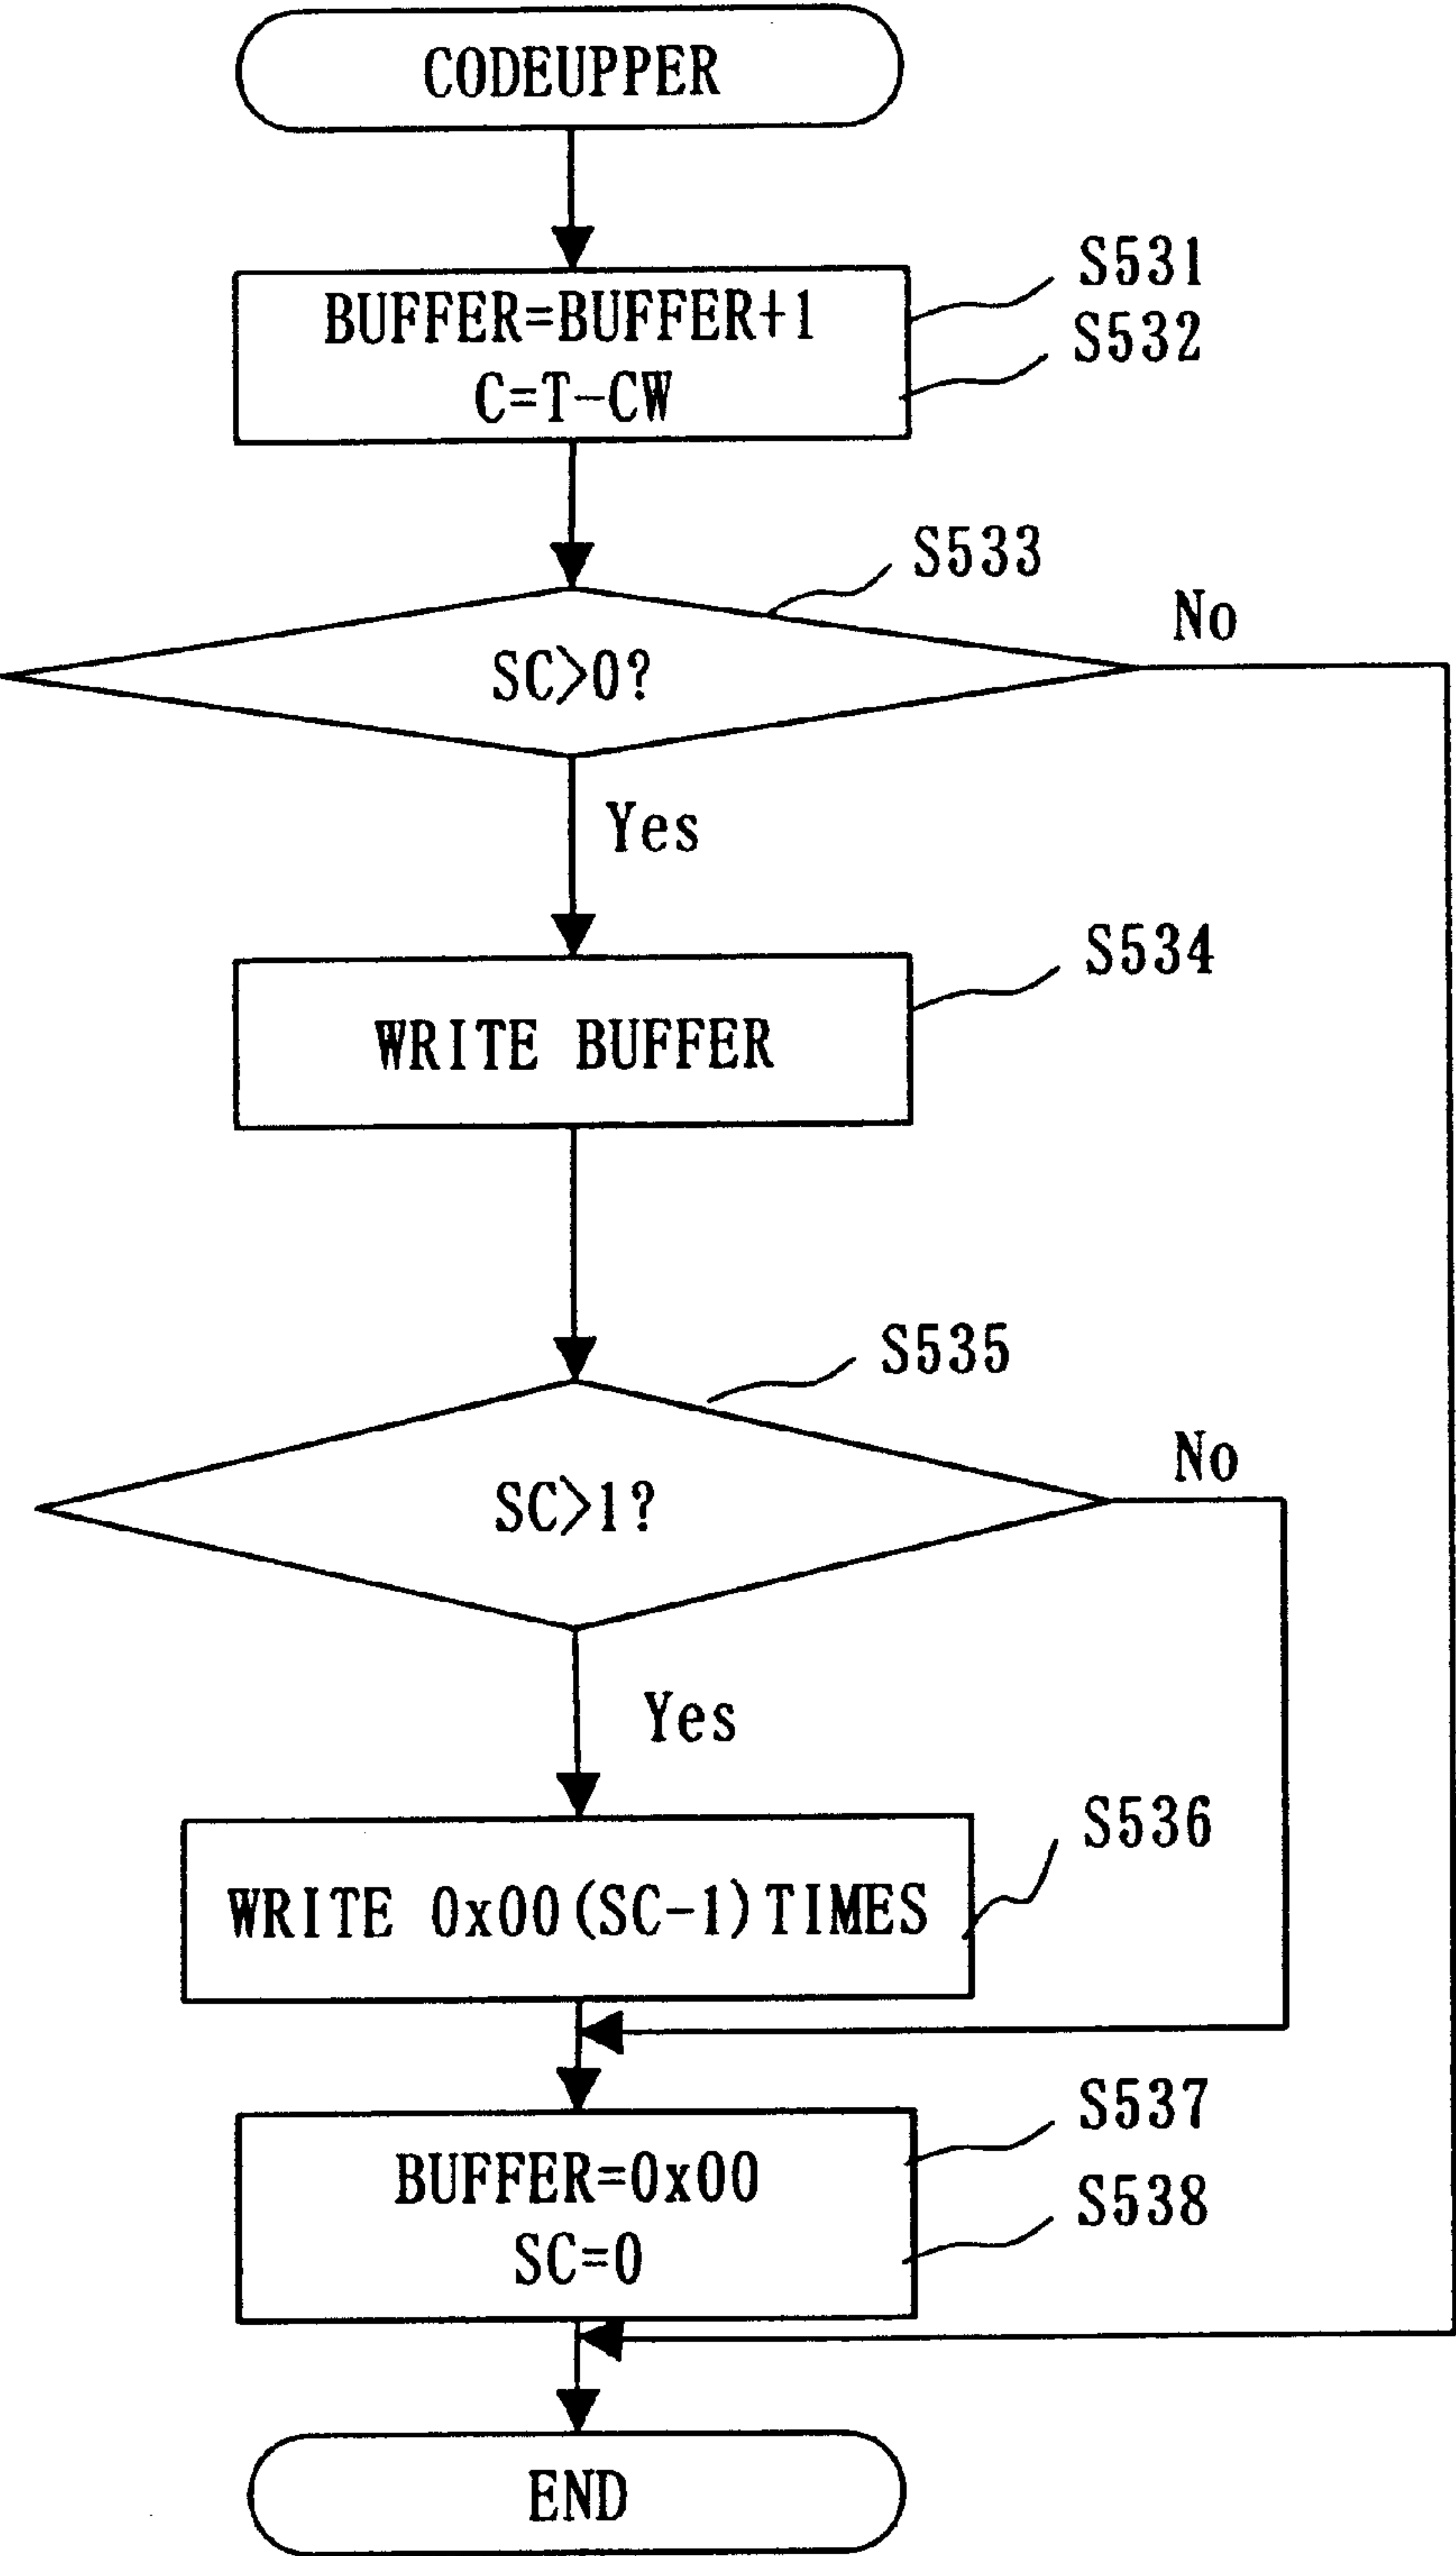 CODEUPPER
S531
BUFFER=BUFFER+1
S532
C=T-CW
S533
No
SC>0?
Yes
S534
WRITE BUFFER
S535
No
SC>1?
Yes
S536
WRITE 0x00(SC-1)TIMES
S537
BUFFER=0x00
S538
SC=0
END